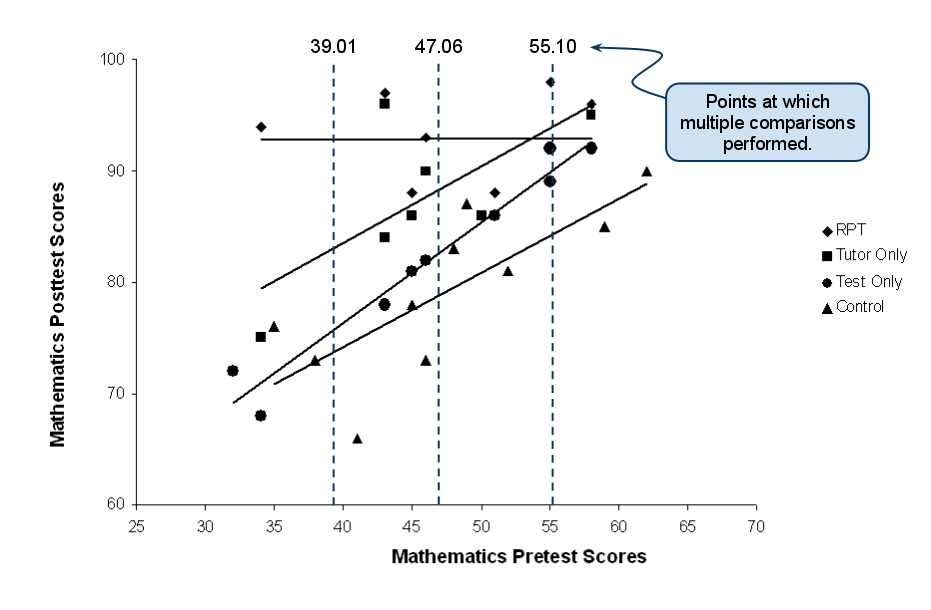 39.01 47.06 55.10
Points at which
multiple comparisons
performed.
100
90
80
70
60
25 30 35 40 45 50 55 60 65 70
Mathematics Posttest Scores
Mathematics Pretest Scores
RPT
Tutor Only
Test Only
Control